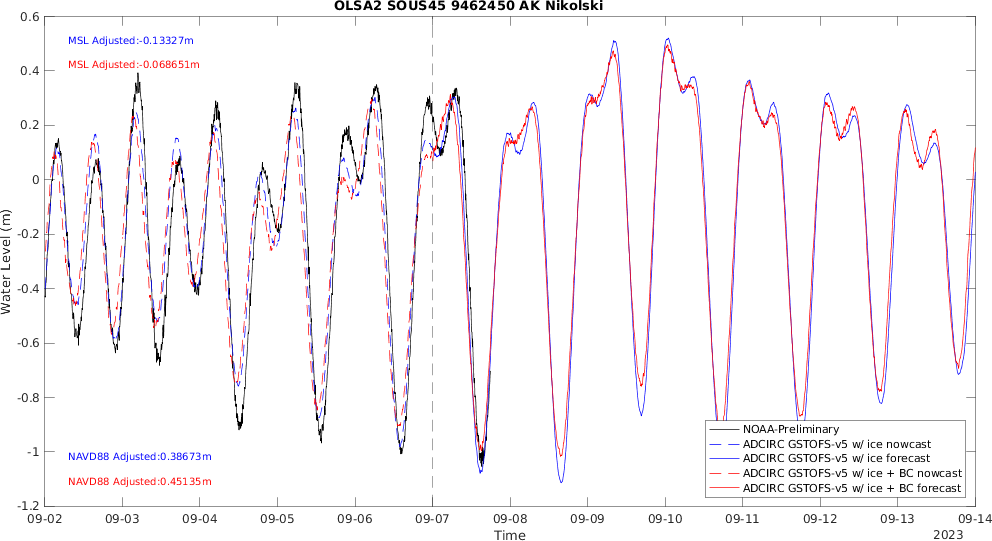 OLSA2 SOUS45 9462450 AK Nikolski
0.6
MSL Adjusted:-0.13327m
0.4
MSL Adjusted:-0.068651m
0.2
0
-0.2
-0.4
-0.6
-0.8
-1
-1.2
Water Level (m)
NAVD88 Adjusted:0.38673m
NAVD88 Adjusted:0.45135m
NOAA-Preliminary
ADCIRC GSTOFS-v5 w/ ice nowcast
ADCIRC GSTOFS-v5 w/ ice forecast
ADCIRC GSTOFS-v5 w/ ice + BC nowcast
ADCIRC GSTOFS-v5 w/ ice + BC forecast
09-02 09-03 09-04 09-05 09-06 09-07 09-08 09-09 09-10 09-11 09-12 09-13 09-14
Time
2023